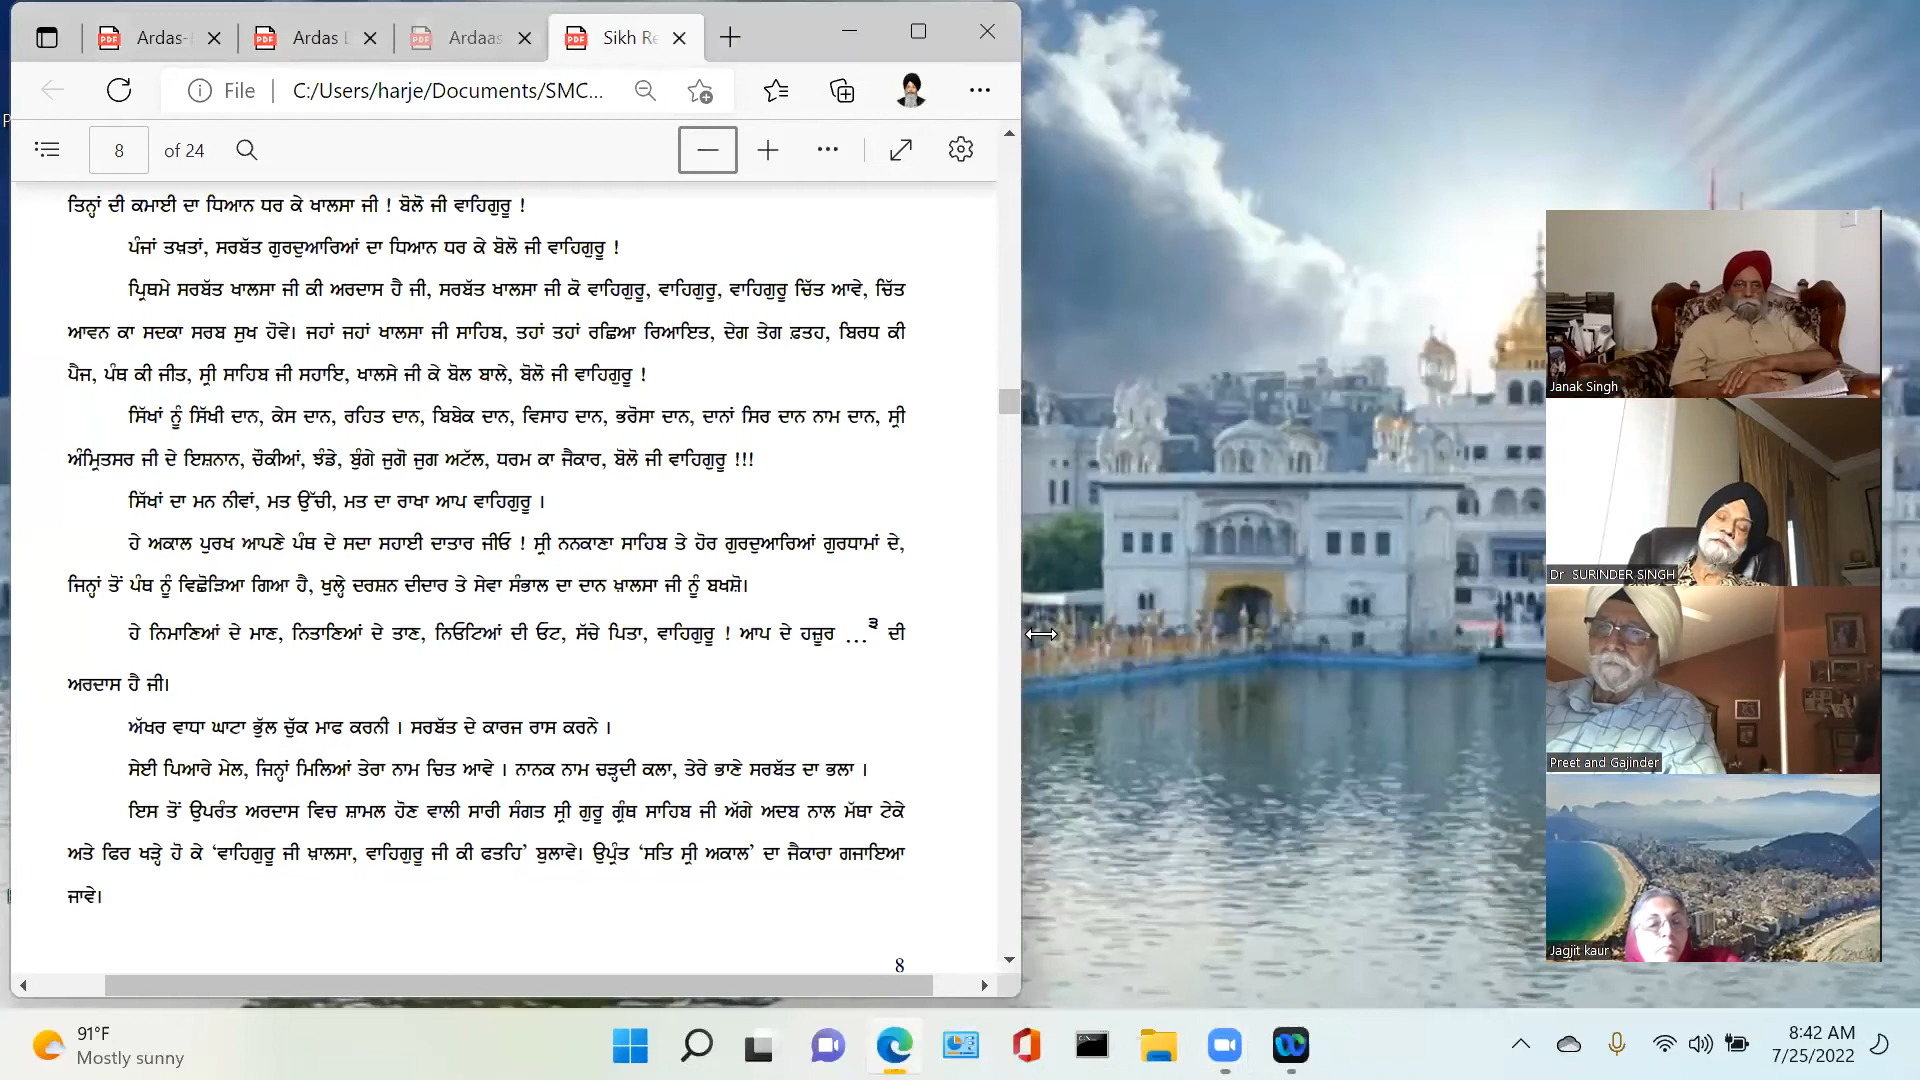 Ardas-
Ardas
Ardaas
Sikh Re
File
C:/Users/harje/Documents/SMC...
8
of 24
ਤਿਨ੍ਹਾਂ ਦੀ ਕਮਾਈ ਦਾ ਧਿਆਨ ਧਰ ਕੇ ਖਾਲਸਾ ਜੀ ! ਬੋਲੋ ਜੀ ਵਾਹਿਗੁਰੂ !
ਪੰਜਾਂ ਤਖ਼ਤਾਂ, ਸਰਬੱਤ ਗੁਰਦੁਆਰਿਆਂ ਦਾ ਧਿਆਨ ਧਰ ਕੇ ਬੋਲੋ ਜੀ ਵਾਹਿਗੁਰੂ !
ਪ੍ਰਿਥਮੇ ਸਰਬੱਤ ਖਾਲਸਾ ਜੀ ਕੀ ਅਰਦਾਸ ਹੈ ਜੀ, ਸਰਬੱਤ ਖਾਲਸਾ ਜੀ ਕੋ ਵਾਹਿਗੁਰੂ, ਵਾਹਿਗੁਰੂ, ਵਾਹਿਗੁਰੂ ਚਿੱਤ ਆਵੇ, ਚਿੱਤ
ਆਵਨ ਕਾ ਸਦਕਾ ਸਰਬ ਸੁਖ ਹੋਵੇ। ਜਹਾਂ ਜਹਾਂ ਖਾਲਸਾ ਜੀ ਸਾਹਿਬ, ਤਹਾਂ ਤਹਾਂ ਰਛਿਆ ਰਿਆਇਤ, ਦੇਗ ਤੇਗ ਫ਼ਤਹ, ਬਿਰਧ ਕੀ
ਪੈਜ, ਪੰਥ ਕੀ ਜੀਤ, ਸ੍ਰੀ ਸਾਹਿਬ ਜੀ ਸਹਾਇ, ਖਾਲਸੇ ਜੀ ਕੇ ਬੋਲ ਬਾਲੇ, ਬੋਲੋ ਜੀ ਵਾਹਿਗੁਰੂ !
ਸਿੱਖਾਂ ਨੂੰ ਸਿੱਖੀ ਦਾਨ, ਕੇਸ ਦਾਨ, ਰਹਿਤ ਦਾਨ, ਬਿਬੇਕ ਦਾਨ, ਵਿਸਾਹ ਦਾਨ, ਭਰੋਸਾ ਦਾਨ, ਦਾਨਾਂ ਸਿਰ ਦਾਨ ਨਾਮ ਦਾਨ, ਸ੍ਰੀ
ਅੰਮ੍ਰਿਤਸਰ ਜੀ ਦੇ ਇਸ਼ਨਾਨ, ਚੌਕੀਆਂ, ਝੰਡੇ, ਬੁੰਗੇ ਜੁਗੋ ਜੁਗ ਅਟੱਲ, ਧਰਮ ਕਾ ਜੈਕਾਰ, ਬੋਲੋ ਜੀ ਵਾਹਿਗੁਰੂ !!!
ਸਿੱਖਾਂ ਦਾ ਮਨ ਨੀਵਾਂ, ਮਤ ਉੱਚੀ, ਮਤ ਦਾ ਰਾਖਾ ਆਪ ਵਾਹਿਗੁਰੂ ।
ਹੇ ਅਕਾਲ ਪੁਰਖ ਆਪਣੇ ਪੰਥ ਦੇ ਸਦਾ ਸਹਾਈ ਦਾਤਾਰ ਜੀਓ ! ਸ੍ਰੀ ਨਨਕਾਣਾ ਸਾਹਿਬ ਤੇ ਹੋਰ ਗੁਰਦੁਆਰਿਆਂ ਗੁਰਧਾਮਾਂ ਦੇ,
ਜਿਨ੍ਹਾਂ ਤੋਂ ਪੰਥ ਨੂੰ ਵਿਛੋੜਿਆ ਗਿਆ ਹੈ, ਖੁਲ੍ਹੇ ਦਰਸ਼ਨ ਦੀਦਾਰ ਤੇ ਸੇਵਾ ਸੰਭਾਲ ਦਾ ਦਾਨ ਖ਼ਾਲਸਾ ਜੀ ਨੂੰ ਬਖਸ਼ੋ।
ਹੇ ਨਿਮਾਣਿਆਂ ਦੇ ਮਾਣ, ਨਿਤਾਣਿਆਂ ਦੇ ਤਾਣ, ਨਿਓਟਿਆਂ ਦੀ ਓਟ, ਸੱਚੇ ਪਿਤਾ, ਵਾਹਿਗੁਰੂ ! ਆਪ ਦੇ ਹਜ਼ੂਰ ...੩ ਦੀ
ਅਰਦਾਸ ਹੈ ਜੀ।
ਅੱਖਰ ਵਾਧਾ ਘਾਟਾ ਭੁੱਲ ਚੁੱਕ ਮਾਫ ਕਰਨੀ । ਸਰਬੱਤ ਦੇ ਕਾਰਜ ਰਾਸ ਕਰਨੇ ।
ਸੇਈ ਪਿਆਰੇ ਮੇਲ, ਜਿਨ੍ਹਾਂ ਮਿਲਿਆਂ ਤੇਰਾ ਨਾਮ ਚਿਤ ਆਵੇ । ਨਾਨਕ ਨਾਮ ਚੜ੍ਹਦੀ ਕਲਾ, ਤੇਰੇ ਭਾਣੇ ਸਰਬੱਤ ਦਾ ਭਲਾ ।
ਇਸ ਤੋਂ ਉਪਰੰਤ ਅਰਦਾਸ ਵਿਚ ਸ਼ਾਮਲ ਹੋਣ ਵਾਲੀ ਸਾਰੀ ਸੰਗਤ ਸ੍ਰੀ ਗੁਰੂ ਗ੍ਰੰਥ ਸਾਹਿਬ ਜੀ ਅੱਗੇ ਅਦਬ ਨਾਲ ਮੱਥਾ ਟੇਕੇ
ਅਤੇ ਫਿਰ ਖੜ੍ਹੇ ਹੋ ਕੇ ‘ਵਾਹਿਗੁਰੂ ਜੀ ਖ਼ਾਲਸਾ, ਵਾਹਿਗੁਰੂ ਜੀ ਕੀ ਫਤਹਿ’ ਬੁਲਾਵੇ। ਉਪ੍ਰੰਤ ‘ਸਤਿ ਸ੍ਰੀ ਅਕਾਲ’ ਦਾ ਜੈਕਾਰਾ ਗਜਾਇਆ
ਜਾਵੇ।
8
Janak Singh
Dr SURINDER SINGH
Preet and Gajinder
Jagjit kaur
91°F
Mostly sunny
8:42 AM
7/25/2022